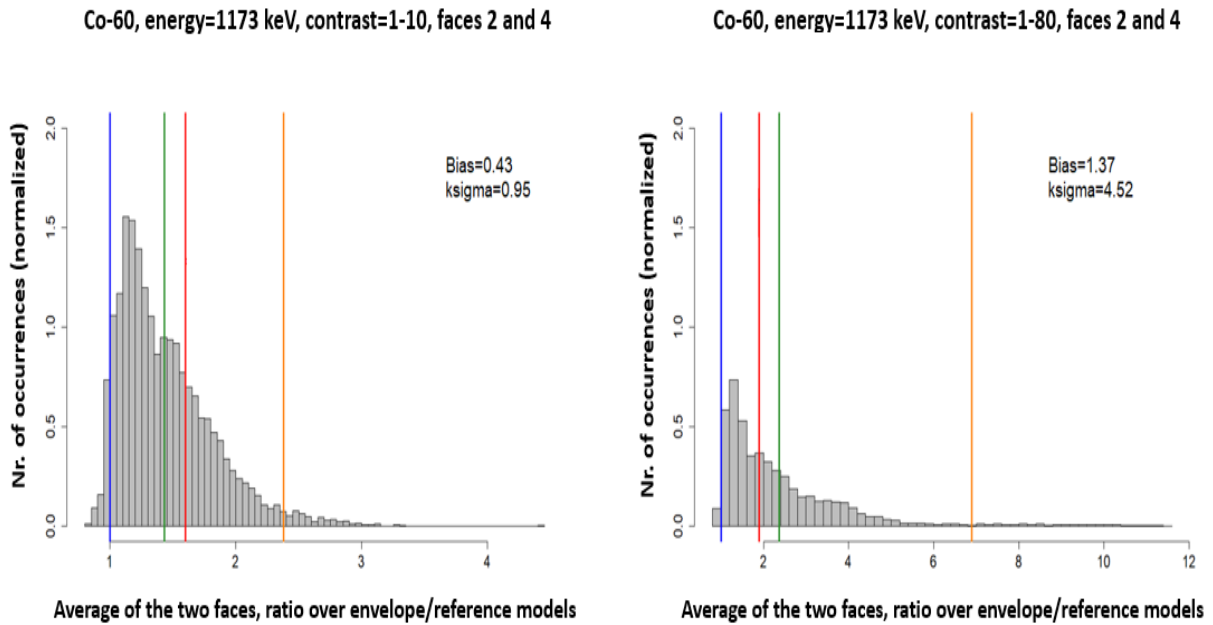 Co-60, energy=1173 keV, contrast=1-10, faces 2 and 4
Nr. of occurrences (normalized)
2.0
1.5
1.0
0.5
0.0
Bias=0.43
ksigma=0.95
1 2 3 4
Average of the two faces, ratio over envelope/reference models
Co-60, energy=1173 keV, contrast=1-80, faces 2 and 4
Nr. of occurrences (normalized)
2.0
1.5
1.0
0.5
0.0
Bias=1.37
ksigma=4.52
2 4 6 8 10 12
Average of the two faces, ratio over envelope/reference models